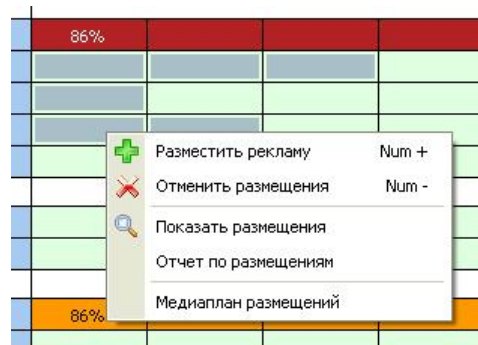 86%
Разместить рекламу Num +
Отменить размещения Num -
Показать размещения
Отчет по размещениям
Медиаплан размещений
86%